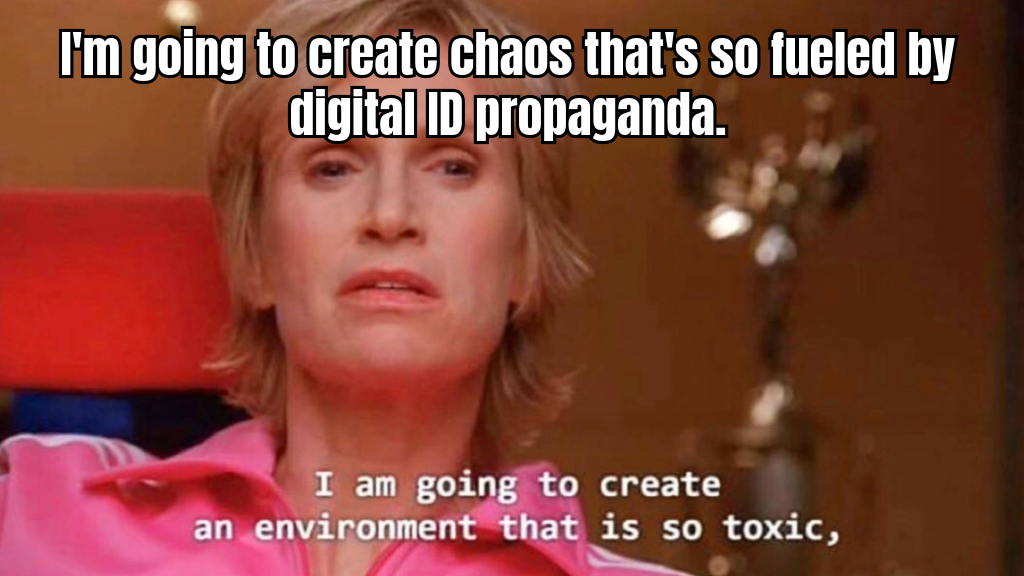 I'm going to create chaos that's so fueled by
digital ID propaganda.
I am going to create
an environment that is so toxic,